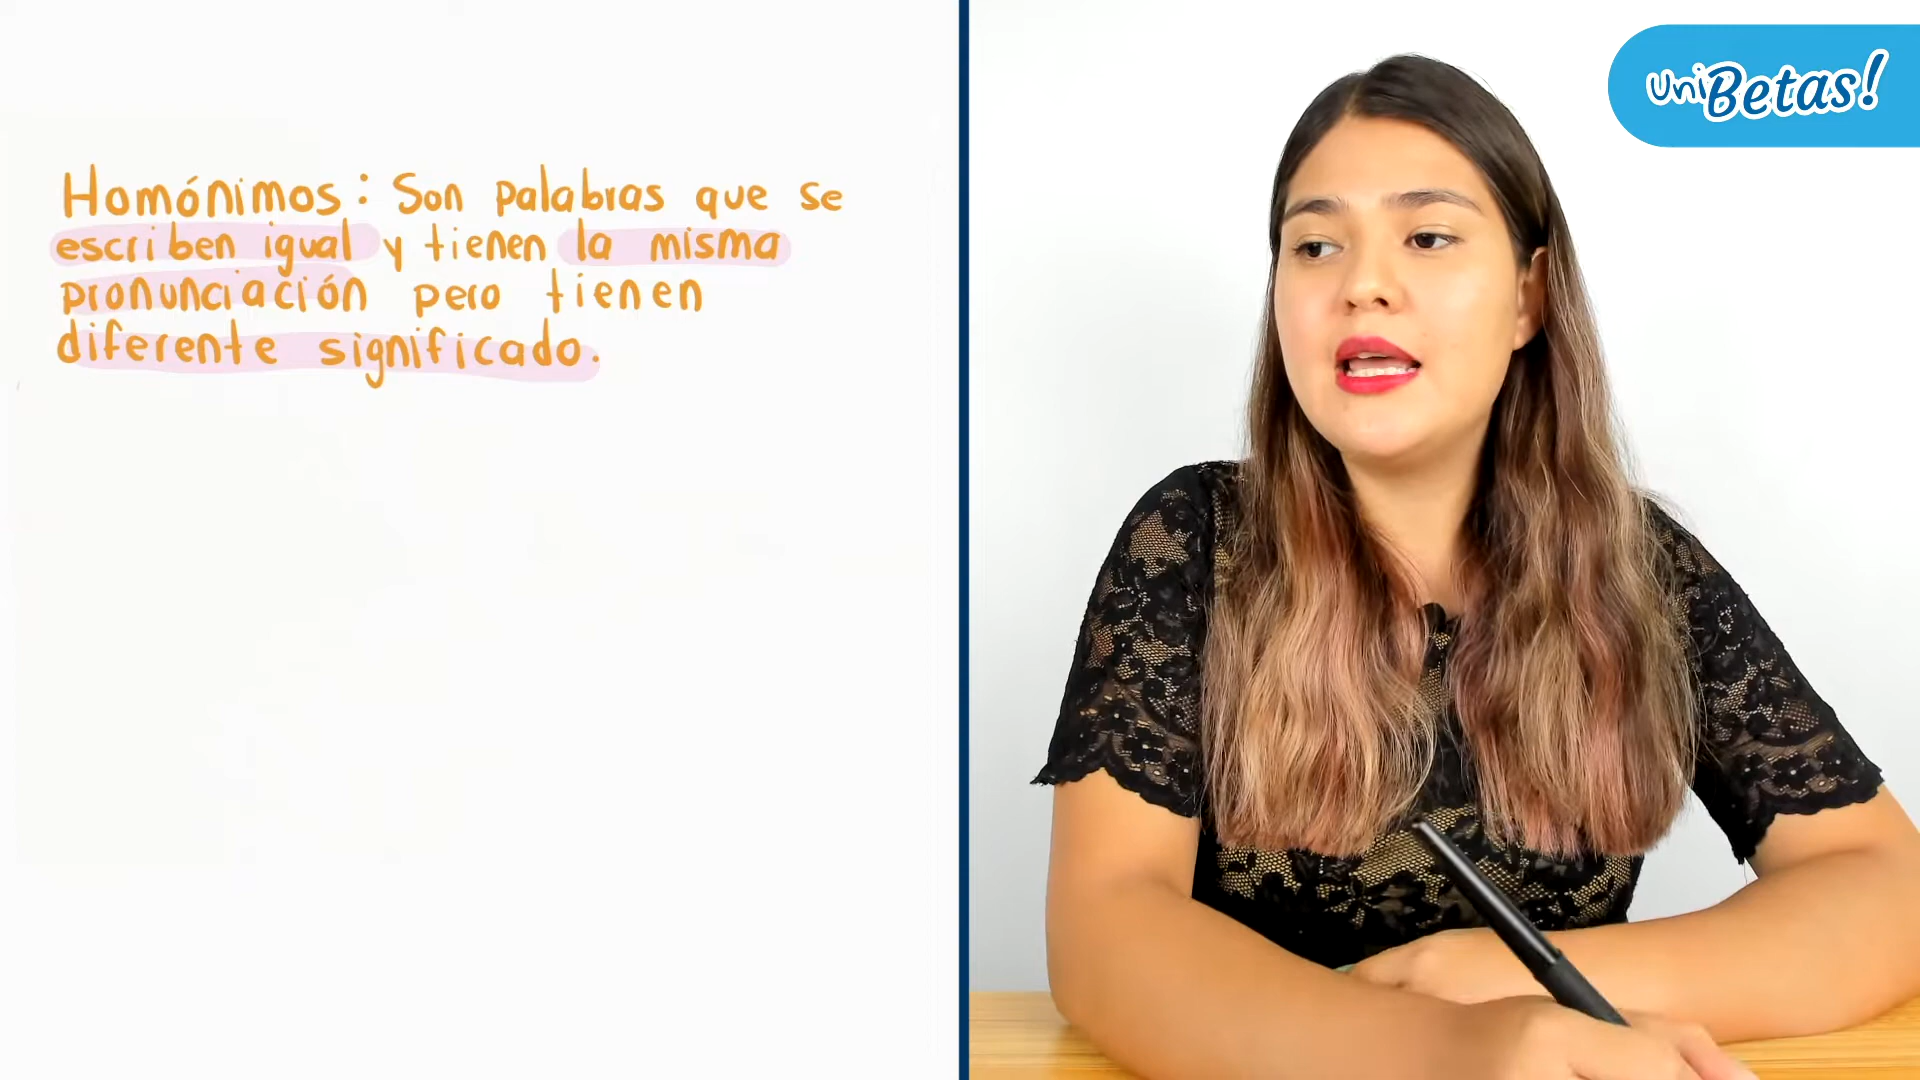 Homónimos: Son palabras que se
escriben igual y tienen la misma
pronunciación pero tienen
diferente significado.
uniBetas!